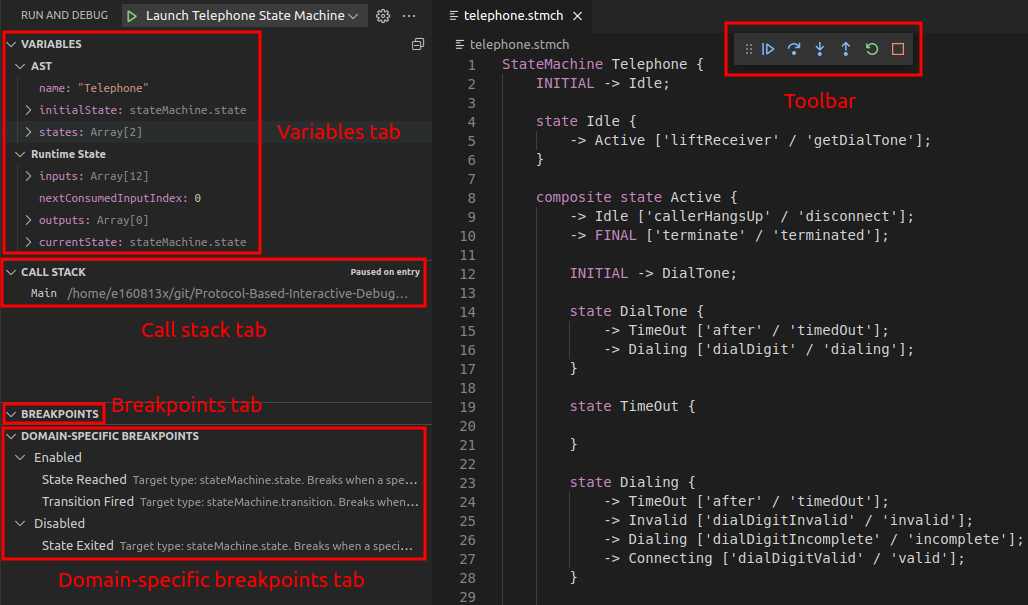 RUN AND DEBUG Launch Telephone State Machine
VARIABLES
AST
name: "Telephone"
initialState: stateMachine.state
states: Array[2]
Variables tab
Runtime State
inputs: Array[12]
nextConsumedInputIndex: 0
outputs: Array[0]
currentState: stateMachine.state
CALL STACK Paused on entry
Main /home/e160813x/git/Protocol-Based-Interactive-Debug...
Call stack tab
Breakpoints tab
BREAKPOINTS
DOMAIN-SPECIFIC BREAKPOINTS
Enabled
State Reached Target type: stateMachine.state. Breaks when a spe...
Transition Fired Target type: stateMachine.transition. Breaks when...
Disabled
State Exited Target type: stateMachine.state. Breaks when a speci...
Domain-specific breakpoints tab
telephone.stmch
telephone.stmch
Toolbar
1 StateMachine Telephone {
2 INITIAL -> Idle;
3
4 state Idle {
5 -> Active ['liftReceiver' / 'getDialTone'];
6 }
7
8 composite state Active {
9 -> Idle ['callerHangsUp' / 'disconnect'];
10 -> FINAL ['terminate' / 'terminated'];
11
12 INITIAL -> DialTone;
13
14 state DialTone {
15 -> TimeOut ['after' / 'timedOut'];
16 -> Dialing ['dialDigit' / 'dialing'];
17 }
18
19 state TimeOut {
20
21 }
22
23 state Dialing {
24 -> TimeOut ['after' / 'timedOut'];
25 -> Invalid ['dialDigitInvalid' / 'invalid'];
26 -> Dialing ['dialDigitIncomplete' / 'incomplete'];
27 -> Connecting ['dialDigitValid' / 'valid'];
28 }
29